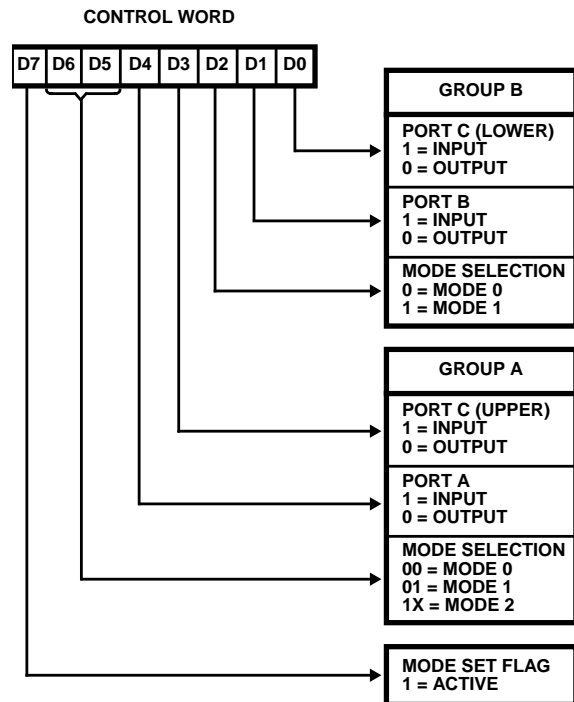 CONTROL WORD
D7 D6 D5 D4 D3 D2 D1 D0
GROUP B
PORT C (LOWER)
1 = INPUT
0 = OUTPUT
PORT B
1 = INPUT
0 = OUTPUT
MODE SELECTION
0 = MODE 0
1 = MODE 1
GROUP A
PORT C (UPPER)
1 = INPUT
0 = OUTPUT
PORT A
1 = INPUT
0 = OUTPUT
MODE SELECTION
00 = MODE 0
01 = MODE 1
1X = MODE 2
MODE SET FLAG
1 = ACTIVE